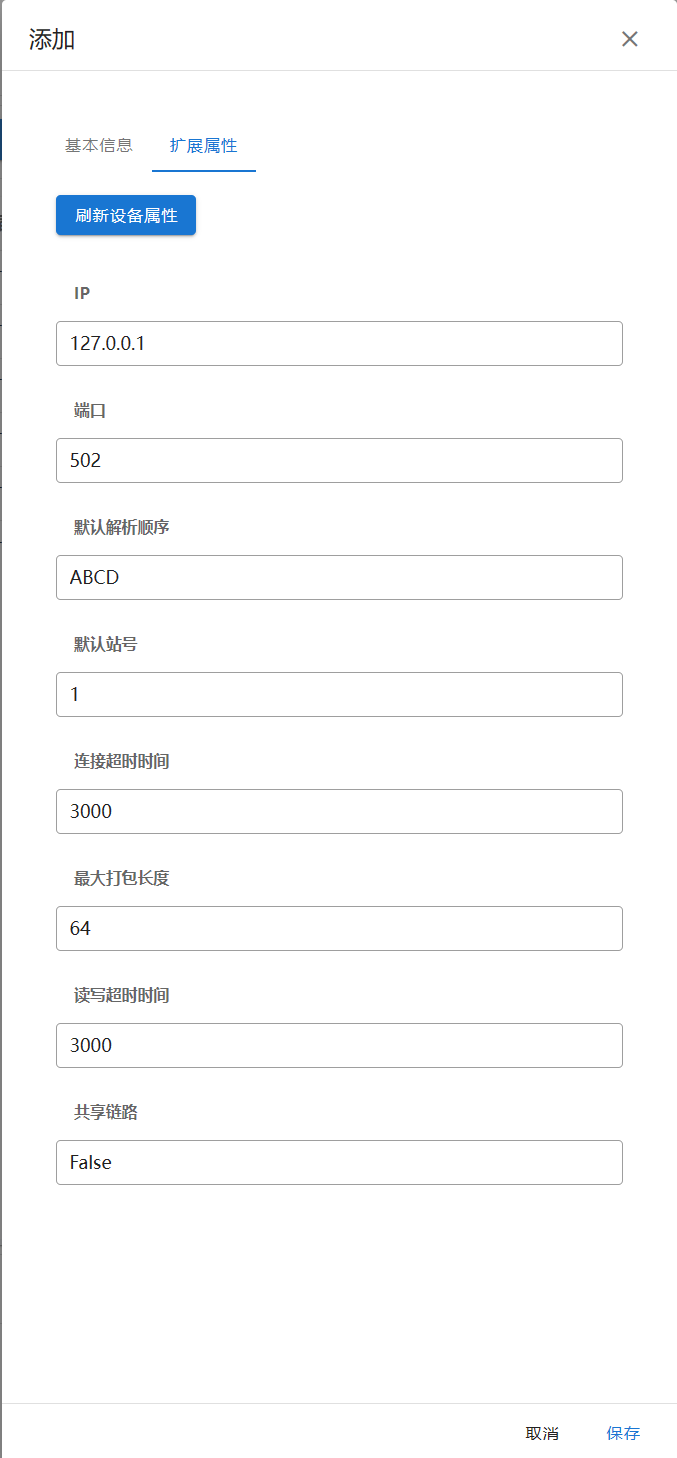 添加
基本信息 扩展属性
刷新设备属性
IP
127.0.0.1
端口
502
默认解析顺序
ABCD
默认站号
1
连接超时时间
3000
最大打包长度
64
读写超时时间
3000
共享链路
False
取消 保存